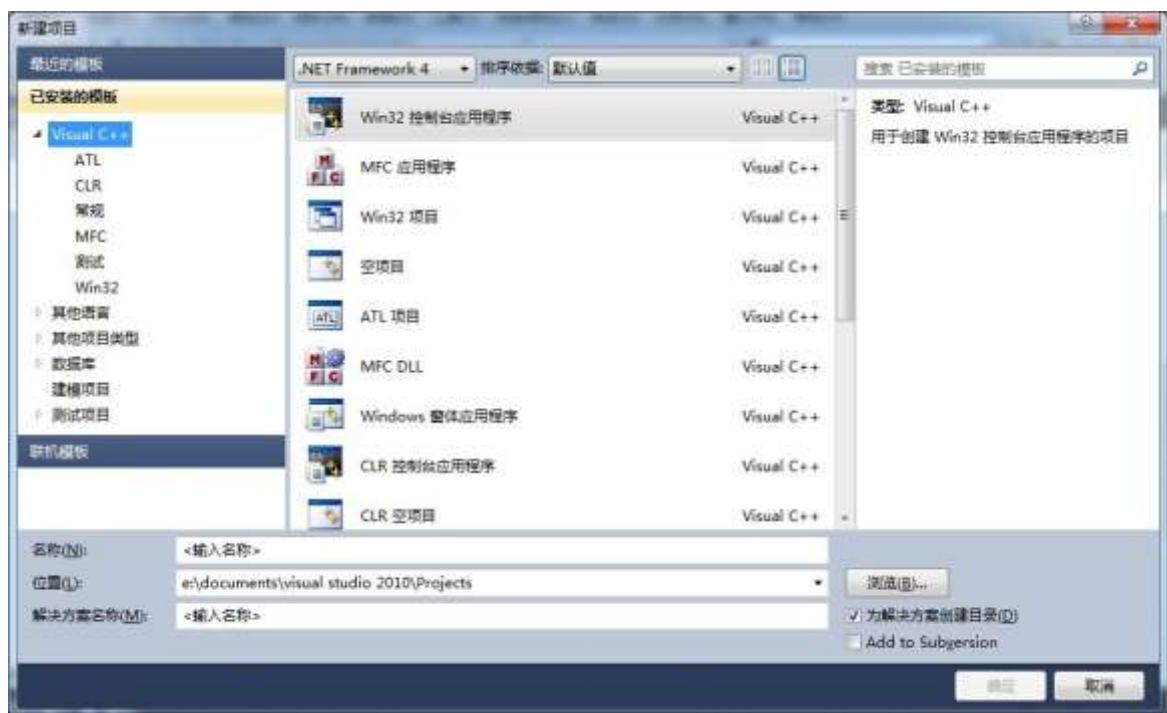 新建项目
最近的模板
已安装的模板
Visual C++
ATL
CLR
常规
MFC
测试
Win32
其他语言
其他项目类型
数据库
建模项目
测试项目
联机模板
.NET Framework 4 排序依据: 默认值
Win32 控制台应用程序 Visual C++
MFC 应用程序 Visual C++
Win32 项目 Visual C++
空项目 Visual C++
ATL 项目 Visual C++
MFC DLL Visual C++
Windows 窗体应用程序 Visual C++
CLR 控制台应用程序 Visual C++
CLR 空项目 Visual C++
搜索 已安装的模板
类型: Visual C++
用于创建 Win32 控制台应用程序的项目
名称(N): <输入名称>
位置(L): e:\documents\visual studio 2010\Projects 浏览(B)...
解决方案名称(M): <输入名称> 为解决方案创建目录(D)
Add to Subversion
确定 取消